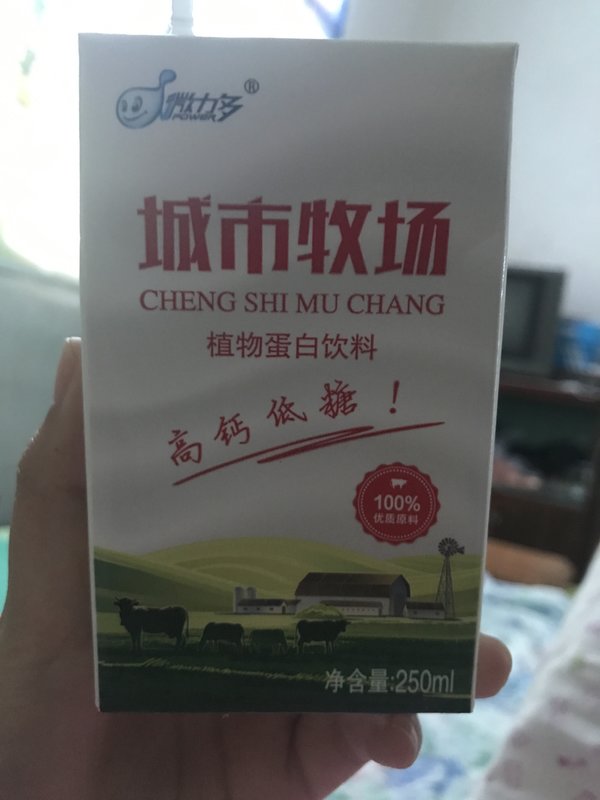 微力多®
POWER
城市牧场
CHENG SHI MU CHANG
植物蛋白饮料
高钙低糖！
100%
优质原料
净含量:250ml